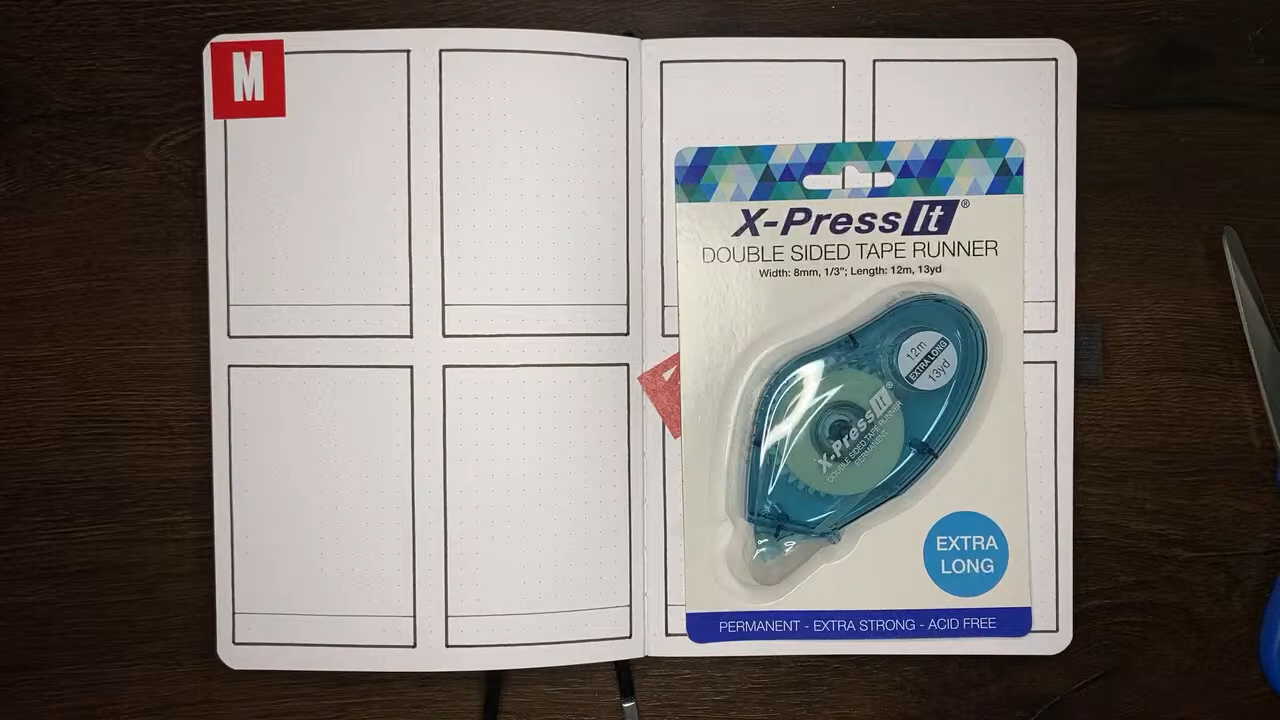 M
X-Press It®
DOUBLE SIDED TAPE RUNNER
Width: 8mm, 1/3"; Length: 12m, 13yd
12m
EXTRA LONG
13yd
X-Press It
DOUBLE SIDED TAPE RUNNER
PERMANENT
EXTRA
LONG
PERMANENT - EXTRA STRONG - ACID FREE